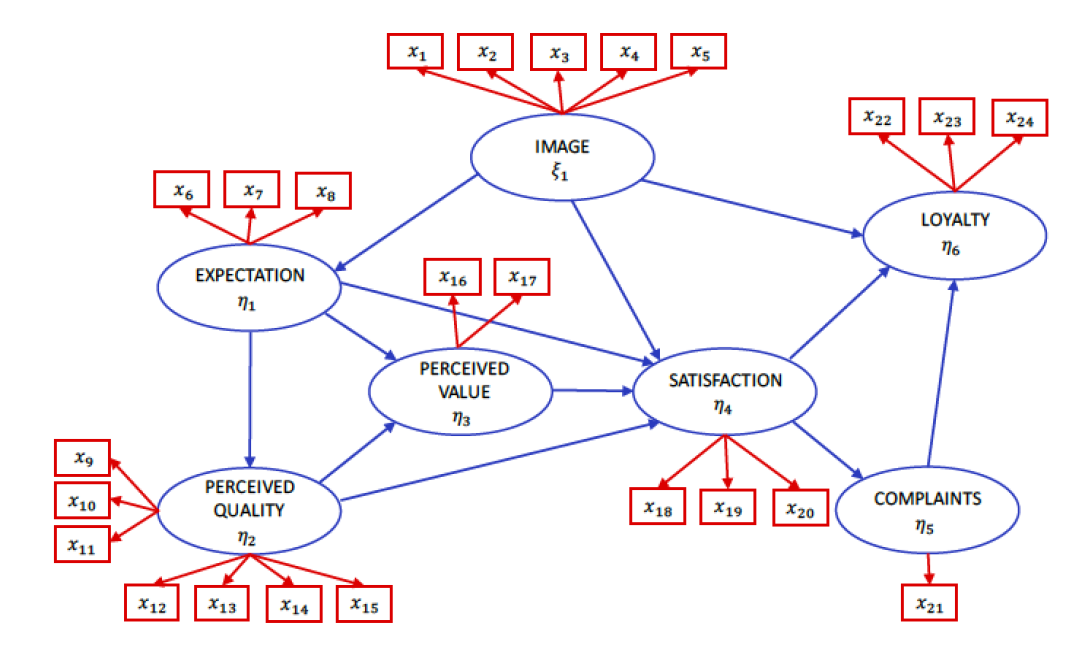 x₁ x₂ x₃ x₄ x₅
IMAGE
ξ₁
x₂₂ x₂₃ x₂₄
LOYALTY
η₆
x₆ x₇ x₈
EXPECTATION
η₁
x₁₆ x₁₇
PERCEIVED
VALUE
η₃
SATISFACTION
η₄
x₉
x₁₀
x₁₁
PERCEIVED
QUALITY
η₂
x₁₂ x₁₃ x₁₄ x₁₅
x₁₈ x₁₉ x₂₀
COMPLAINTS
η₅
x₂₁